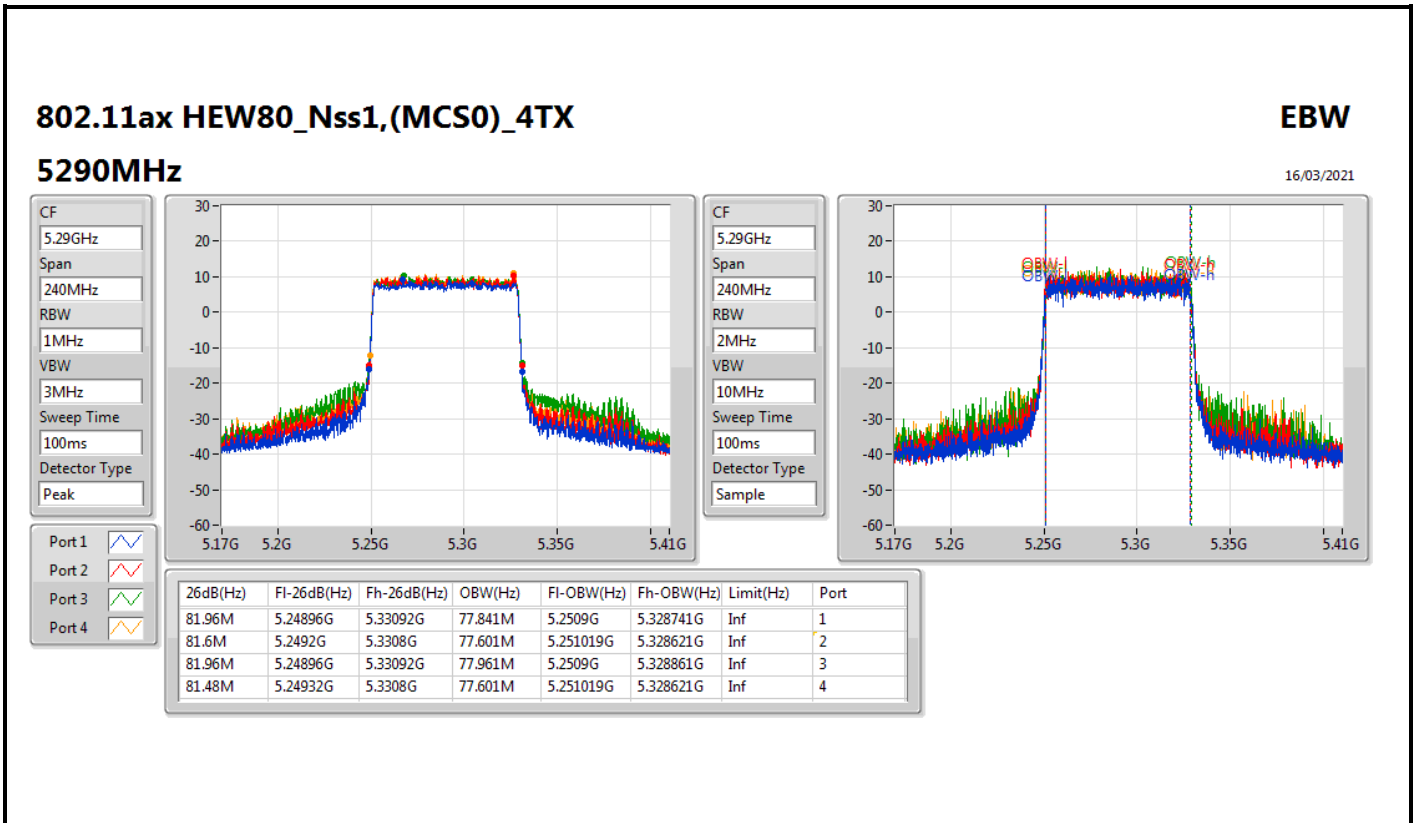 802.11ax HEW80_Nss1,(MCS0)_4TX
EBW
5290MHz
16/03/2021
CF
5.29GHz
Span
240MHz
RBW
1MHz
VBW
3MHz
Sweep Time
100ms
Detector Type
Peak
30
20
10
0
-10
-20
-30
-40
-50
-60
5.17G 5.2G 5.25G 5.3G 5.35G 5.41G
CF
5.29GHz
Span
240MHz
RBW
2MHz
VBW
10MHz
Sweep Time
100ms
Detector Type
Sample
30
20
10
0
-10
-20
-30
-40
-50
-60
OBW-l
OBW-h
5.17G 5.2G 5.25G 5.3G 5.35G 5.41G
Port 1
Port 2
Port 3
Port 4
26dB(Hz) Fl-26dB(Hz) Fh-26dB(Hz) OBW(Hz) Fl-OBW(Hz) Fh-OBW(Hz) Limit(Hz) Port
81.96M 5.24896G 5.33092G 77.841M 5.2509G 5.328741G Inf 1
81.6M 5.2492G 5.3308G 77.601M 5.251019G 5.328621G Inf 2
81.96M 5.24896G 5.33092G 77.961M 5.2509G 5.328861G Inf 3
81.48M 5.24932G 5.3308G 77.601M 5.251019G 5.328621G Inf 4